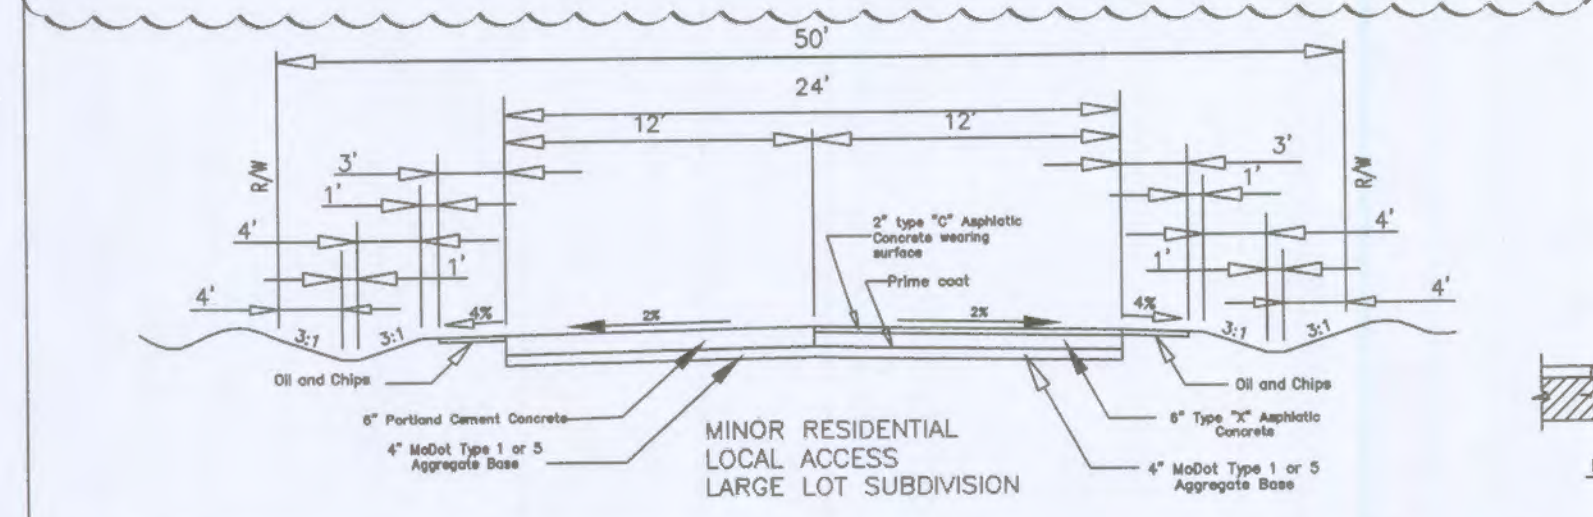 50'
24'
12' 12'
3' 3'
R/W R/W
1' 1'
4' 4'
1' 1'
4' 4'
2" type "C" Asphlatic
Concrete wearing
surface
Prime coat
4% 2% 2% 4%
3:1 3:1 3:1 3:1
Oil and Chips Oil and Chips
6" Portland Cement Concrete
6" Type "X" Asphlatic
Concrete
4" MoDot Type 1 or 5
Aggregate Base
MINOR RESIDENTIAL
LOCAL ACCESS
LARGE LOT SUBDIVISION
4" MoDot Type 1 or 5
Aggregate Base